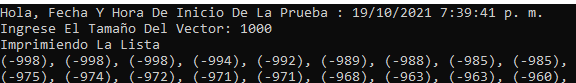 Hola, Fecha Y Hora De Inicio De La Prueba : 19/10/2021 7:39:41 p. m.
Ingrese El Tamaño Del Vector: 1000
Imprimiendo La Lista
(-998), (-998), (-998), (-994), (-992), (-989), (-988), (-985), (-985),
(-975), (-974), (-972), (-971), (-971), (-968), (-963), (-963), (-960),